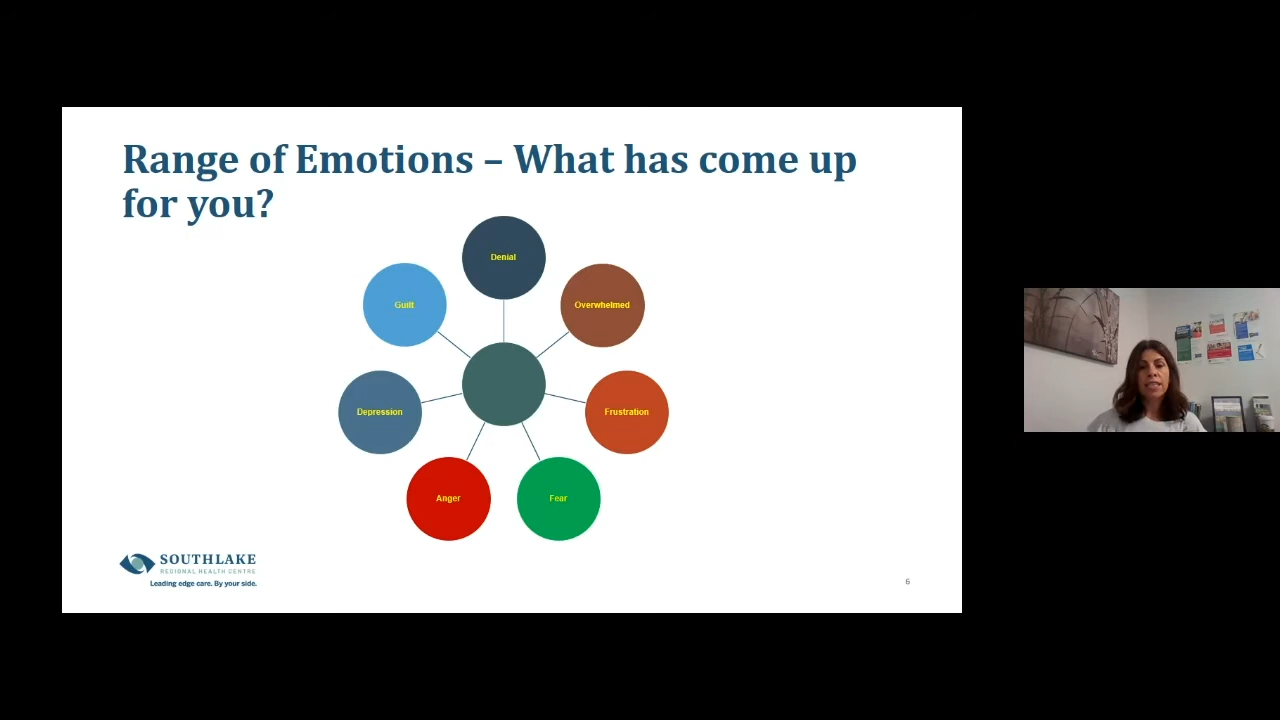 Range of Emotions – What has come up
for you?
Denial
Guilt
Overwhelmed
Depression
Frustration
Anger
Fear
SOUTHLAKE
REGIONAL HEALTH CENTRE
Leading edge care. By your side.
6